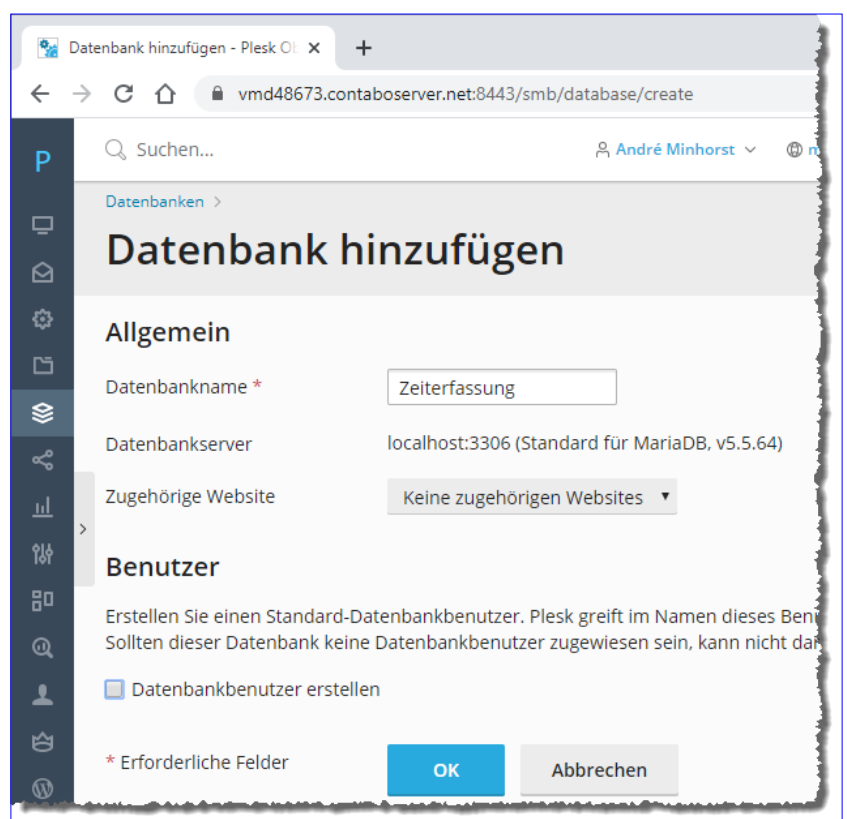 Datenbank hinzufügen - Plesk
vmd48673.contaboserver.net:8443/smb/database/create
P
Suchen...
André Minhorst
Datenbanken >
Datenbank hinzufügen
Allgemein
Datenbankname *
Zeiterfassung
Datenbankserver
localhost:3306 (Standard für MariaDB, v5.5.64)
Zugehörige Website
Keine zugehörigen Websites
Benutzer
Erstellen Sie einen Standard-Datenbankbenutzer. Plesk greift im Namen dieses
Sollten dieser Datenbank keine Datenbankbenutzer zugewiesen sein, kann nicht
Datenbankbenutzer erstellen
* Erforderliche Felder
OK
Abbrechen